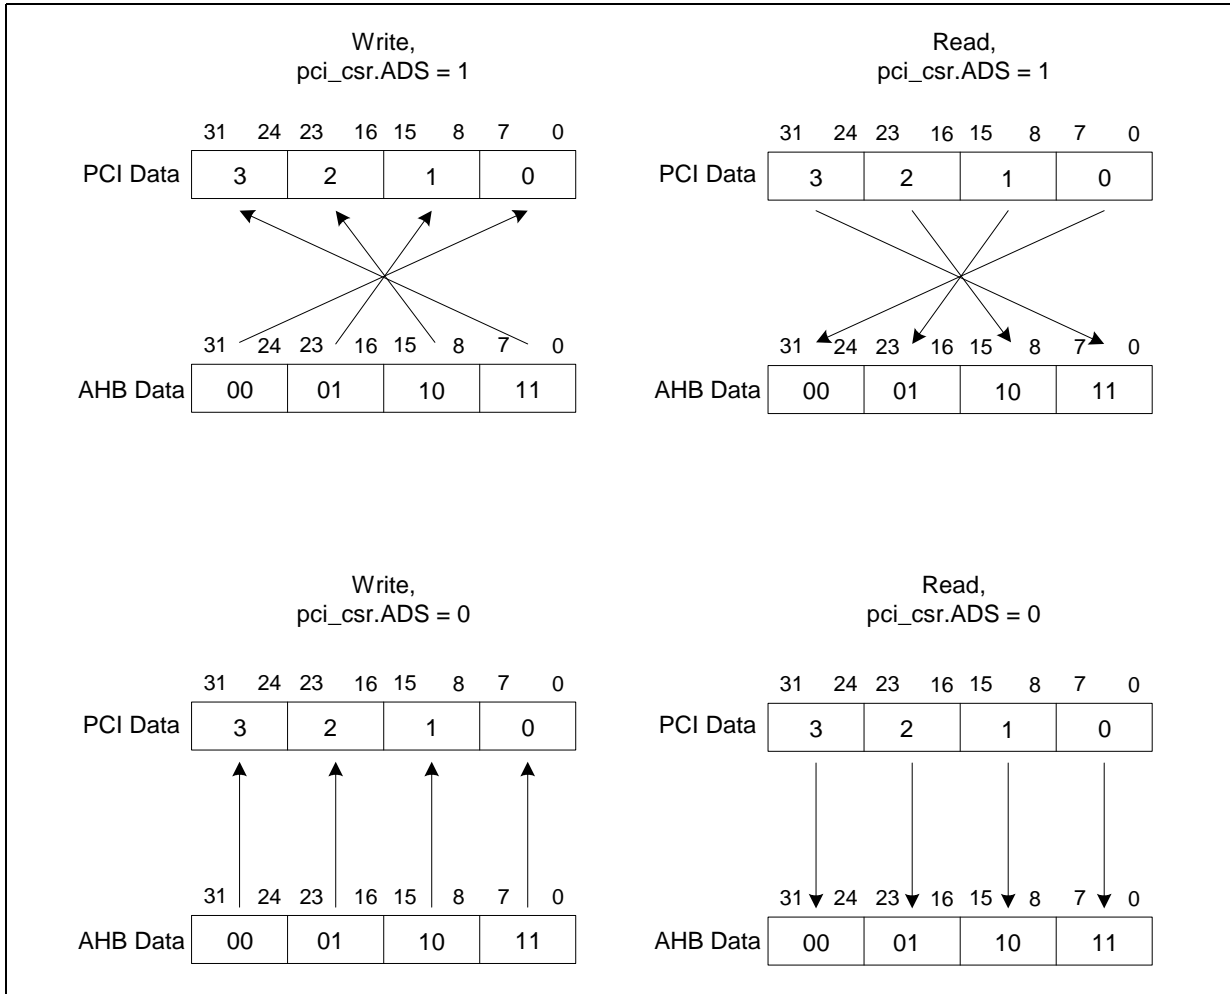 Write,
pci_csr.ADS = 1
31 24 23 16 15 8 7 0
PCI Data 3 2 1 0
31 24 23 16 15 8 7 0
AHB Data 00 01 10 11
Read,
pci_csr.ADS = 1
31 24 23 16 15 8 7 0
PCI Data 3 2 1 0
31 24 23 16 15 8 7 0
AHB Data 00 01 10 11
Write,
pci_csr.ADS = 0
31 24 23 16 15 8 7 0
PCI Data 3 2 1 0
31 24 23 16 15 8 7 0
AHB Data 00 01 10 11
Read,
pci_csr.ADS = 0
31 24 23 16 15 8 7 0
PCI Data 3 2 1 0
31 24 23 16 15 8 7 0
AHB Data 00 01 10 11